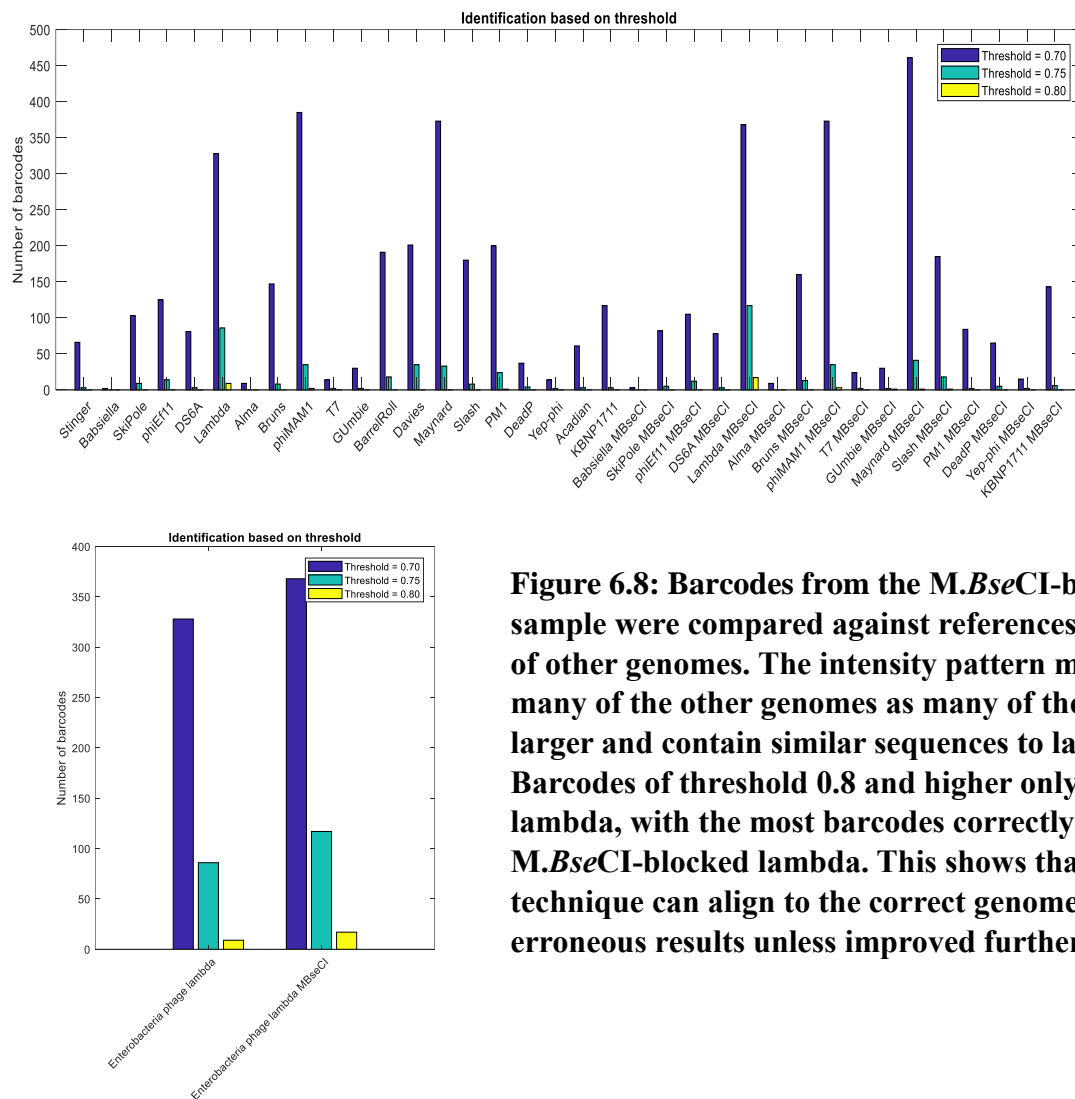 Identification based on threshold
500
450
400
350
300
250
200
150
100
50
0
Number of barcodes
Threshold = 0.70
Threshold = 0.75
Threshold = 0.80
Stinger
Babsiella
SkiPole
phiEf11
DS6A
Lambda
Alma
Bruns
phiMAM1
T7
GUmbie
BarrelRoll
Davies
Maynard
Slash
PM1
DeadP
Yep-phi
Acadian
KBNP1711
Babsiella MBseCI
SkiPole MBseCI
phiEf11 MBseCI
DS6A MBseCI
Lambda MBseCI
Alma MBseCI
Bruns MBseCI
phiMAM1 MBseCI
T7 MBseCI
GUmbie MBseCI
Maynard MBseCI
Slash MBseCI
PM1 MBseCI
DeadP MBseCI
Yep-phi MBseCI
KBNP1711 MBseCI
Identification based on threshold
400
350
300
250
200
150
100
50
0
Number of barcodes
Threshold = 0.70
Threshold = 0.75
Threshold = 0.80
Enterobacteria phage lambda
Enterobacteria phage lambda MBseCI
Figure 6.8: Barcodes from the M.BseCI-b
sample were compared against references
of other genomes. The intensity pattern m
many of the other genomes as many of the
larger and contain similar sequences to la
Barcodes of threshold 0.8 and higher only
lambda, with the most barcodes correctly
M.BseCI-blocked lambda. This shows tha
technique can align to the correct genome
erroneous results unless improved further